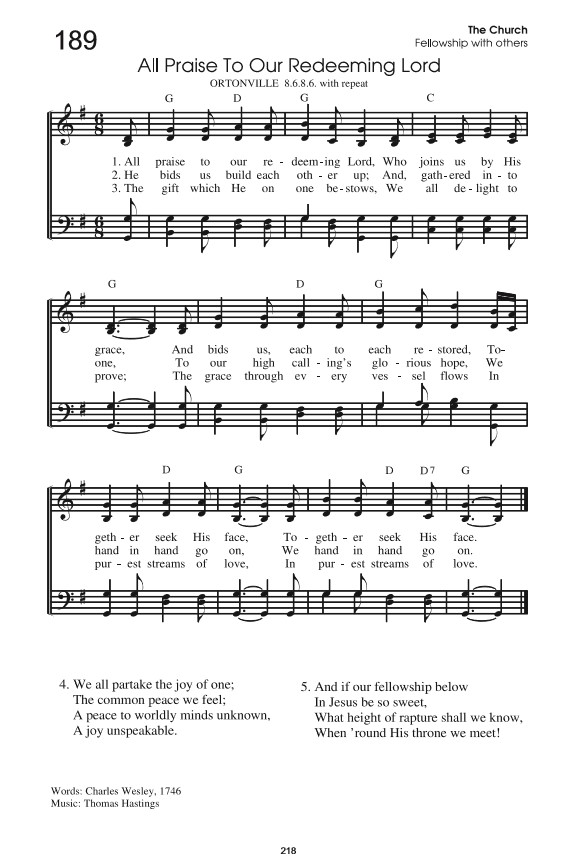 189
The Church
Fellowship with others
All Praise To Our Redeeming Lord
ORTONVILLE 8.6.8.6. with repeat
G D G C
1. All praise to our re - deem - ing Lord, Who joins us by His
2. He bids us build each oth - er up; And, gath - ered in - to
3. The gift which He on one be - stows, We all de - light to
G D G
grace, And bids us, each to each re - stored, To-
one, To our high call - ing's glo - rious hope, We
prove; The grace through ev - ery ves - sel flows In
D G D D7 G
geth - er seek His face, To - geth - er seek His face.
hand in hand go on, We hand in hand go on.
pur - est streams of love, In pur - est streams of love.
4. We all partake the joy of one;
The common peace we feel;
A peace to worldly minds unknown,
A joy unspeakable.
5. And if our fellowship below
In Jesus be so sweet,
What height of rapture shall we know,
When ’round His throne we meet!
Words: Charles Wesley, 1746
Music: Thomas Hastings
218